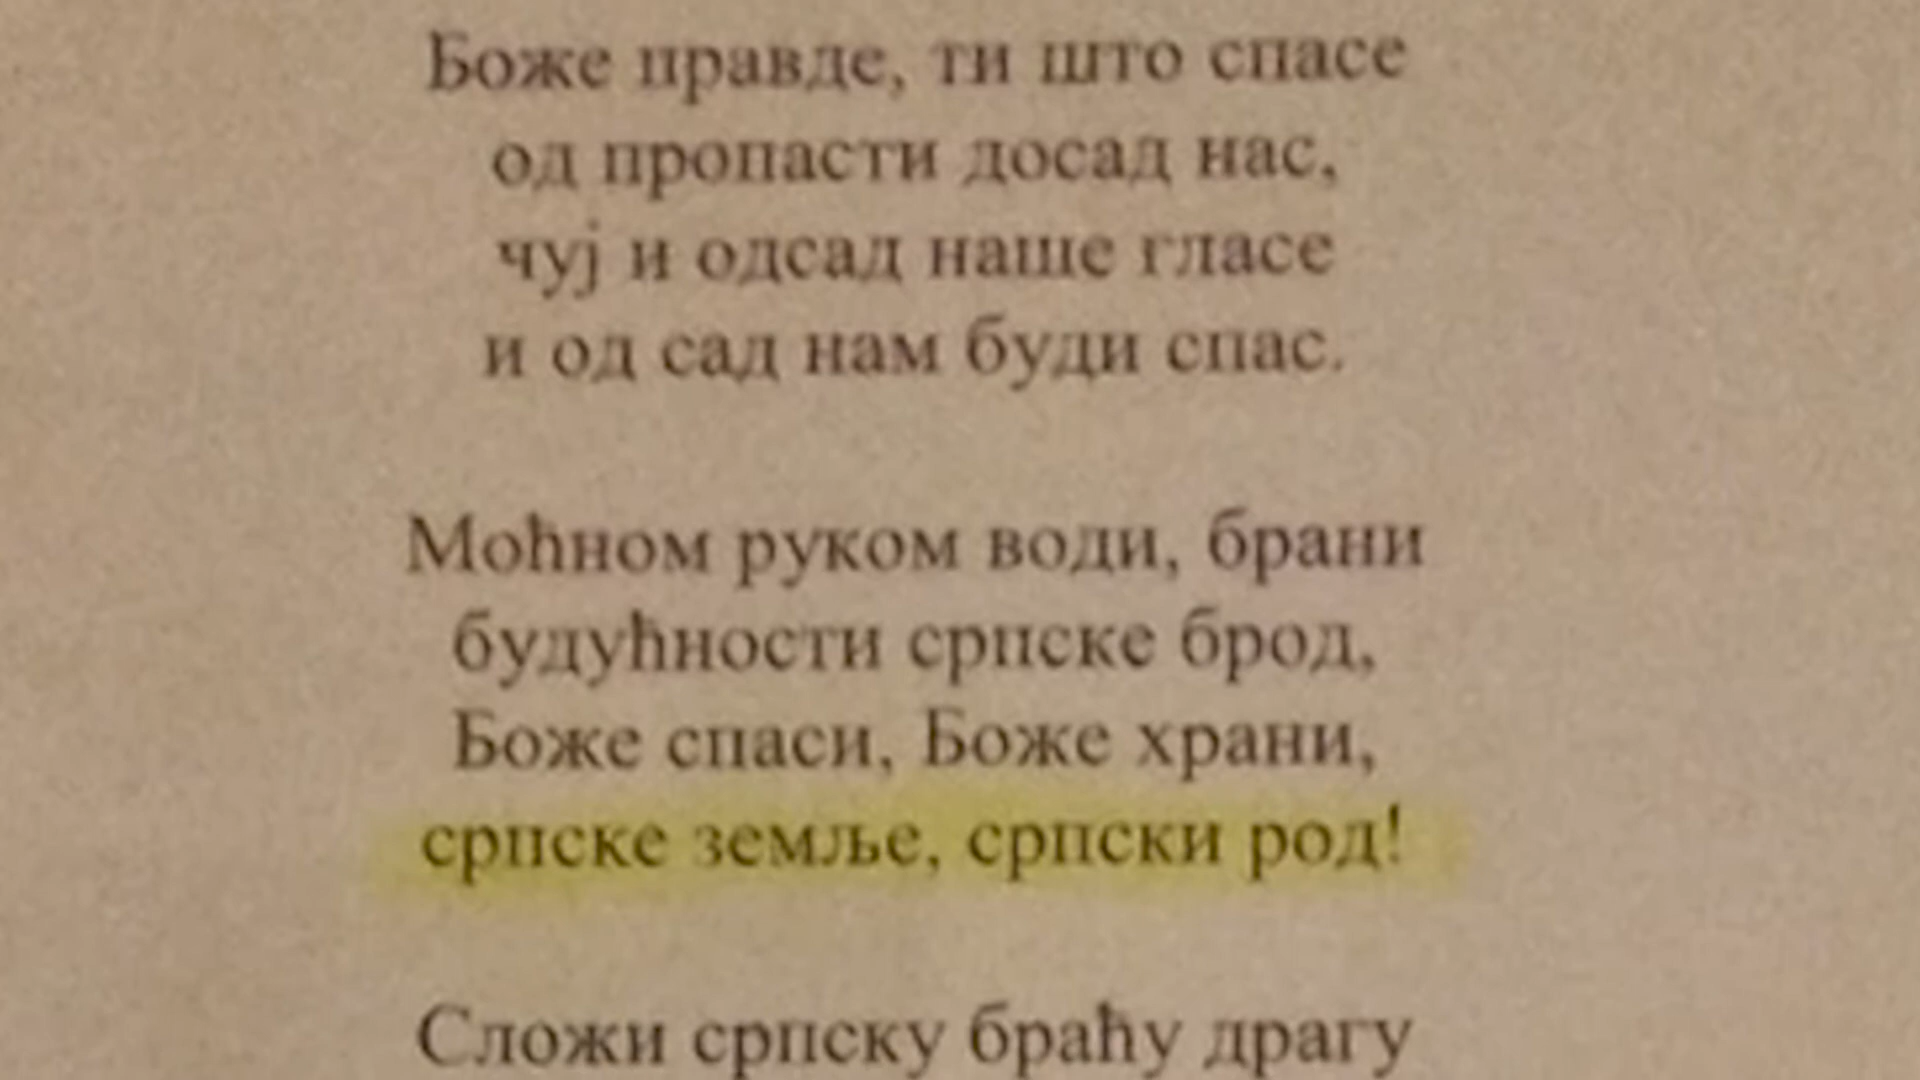 Боже правде, ти што спасе
од пропасти досад нас,
чуј и одсад наше гласе
и од сад нам буди спас.
Моћном руком води, брани
будућности српске брод,
Боже спаси, Боже храни,
српске земље, српски род!
Сложи српску браћу драгу